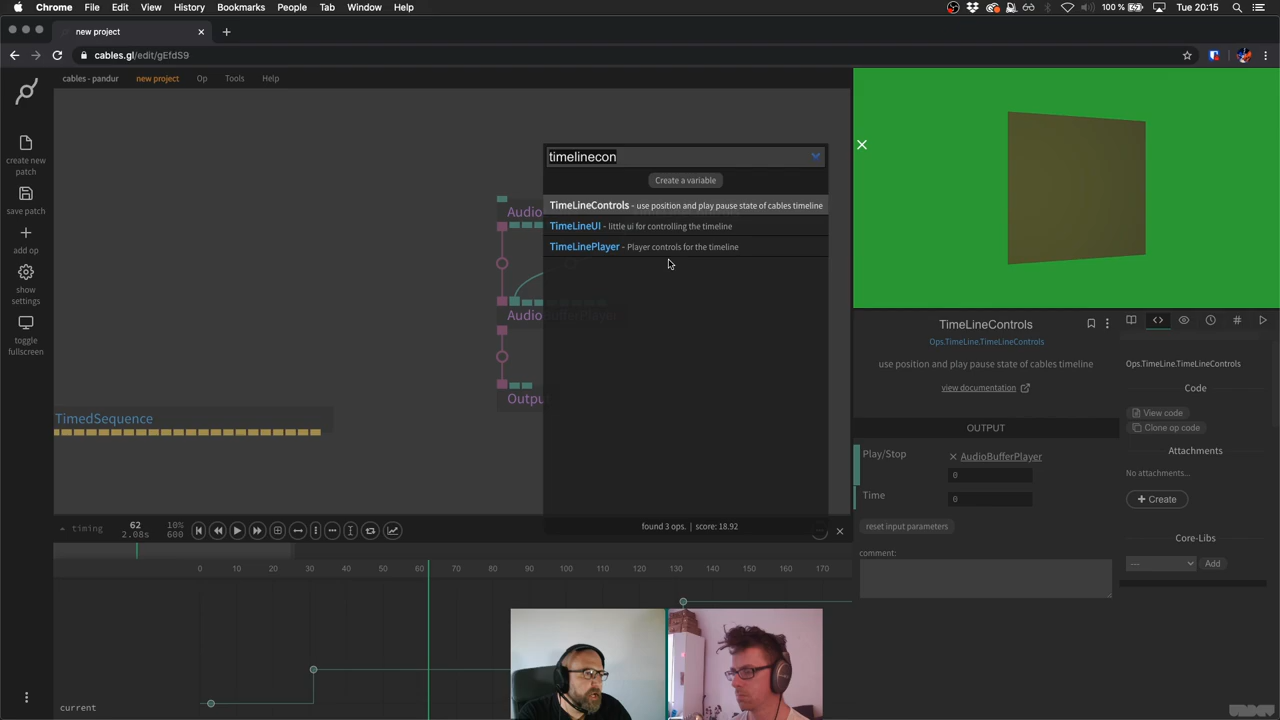 Chrome File Edit View History Bookmarks People Tab Window Help 100 % Tue 20:15
new project
cables.gl/edit/gEfdS9
cables - pandur new project Op Tools Help
create new
patch
save patch
add op
show
settings
toggle
fullscreen
timelinecon
Create a variable
TimeLineControls - use position and play pause state of cables timeline
TimeLineUI - little ui for controlling the timeline
TimeLinePlayer - Player controls for the timeline
found 3 ops. | score: 18.92
Audio
AudioBufferPlayer
Output
TimedSequence
TimeLineControls
Ops.TimeLine.TimeLineControls
use position and play pause state of cables timeline
view documentation
OUTPUT
Play/Stop AudioBufferPlayer
0
Time 0
reset input parameters
comment:
Ops.TimeLine.TimeLineControls
Code
View code
Clone op code
Attachments
No attachments...
+ Create
Core-Libs
--- Add
timing 62 10%
2.08s 600
0 10 20 30 40 50 60 70 80 90 100 110 120 130 140 150 160 170
current